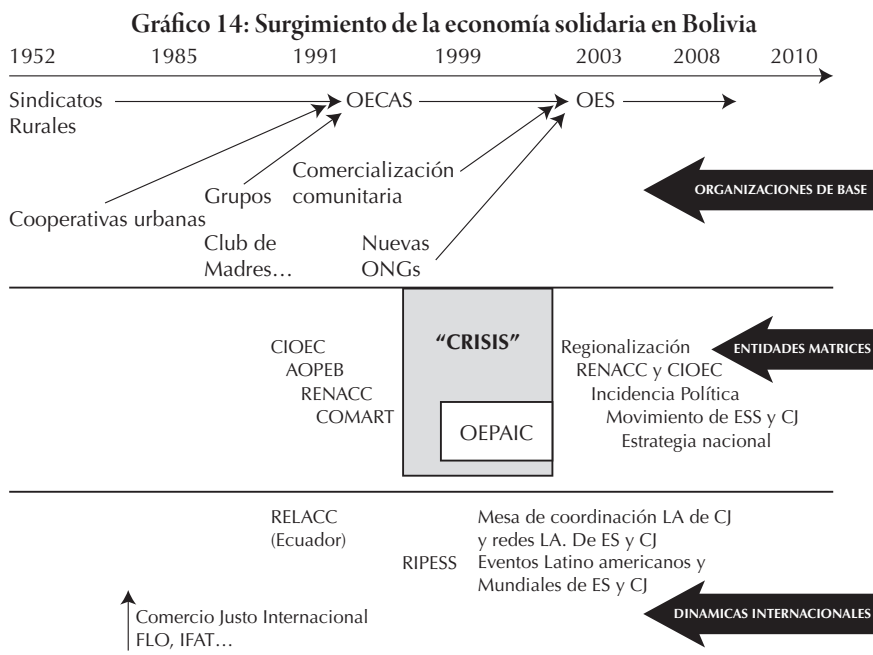 Gráfico 14: Surgimiento de la economía solidaria en Bolivia
1952 1985 1991 1999 2003 2008 2010
Sindicatos
Rurales
OECAS
OES
Comercialización
comunitaria
Grupos
Cooperativas urbanas
Club de
Madres…
Nuevas
ONGs
ORGANIZACIONES DE BASE
CIOEC
AOPEB
RENACC
COMART
“CRISIS”
OEPAIC
Regionalización
RENACC y CIOEC
Incidencia Política
Movimiento de ESS y CJ
Estrategia nacional
ENTIDADES MATRICES
RELACC
(Ecuador)
RIPESS
Mesa de coordinación LA de CJ
y redes LA. De ES y CJ
Eventos Latino americanos y
Mundiales de ES y CJ
Comercio Justo Internacional
FLO, IFAT…
DINAMICAS INTERNACIONALES